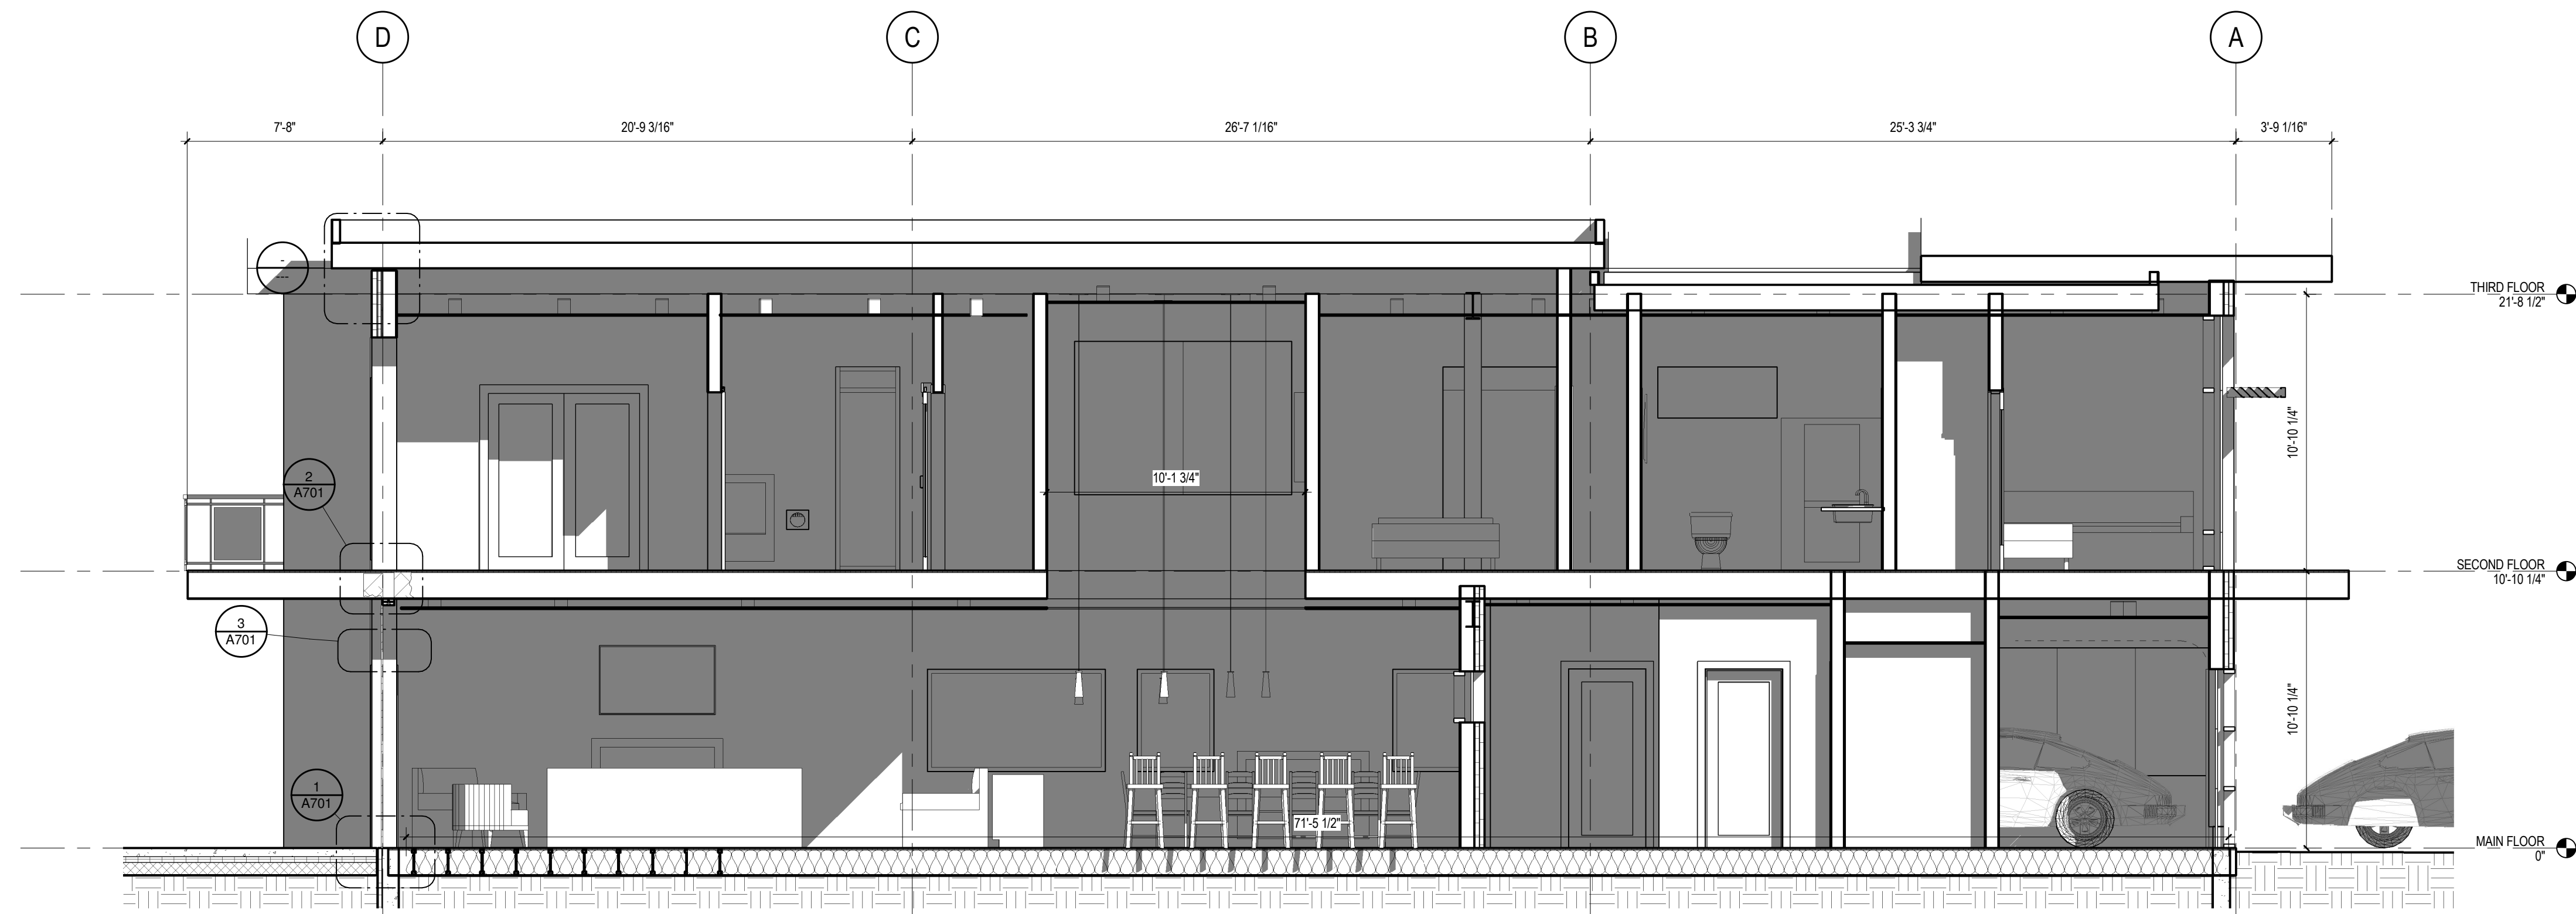 D
C
B
A
7'-8"
20'-9 3/16"
26'-7 1/16"
25'-3 3/4"
3'-9 1/16"
-
---
THIRD FLOOR
21'-8 1/2"
10'-10 1/4"
10'-1 3/4"
2
A701
SECOND FLOOR
10'-10 1/4"
3
A701
10'-10 1/4"
1
A701
71'-5 1/2"
MAIN FLOOR
0"